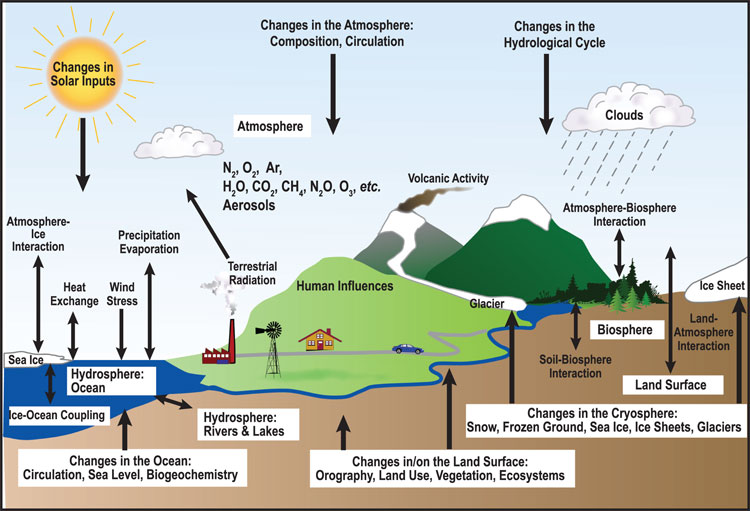 Changes in the Atmosphere:
Composition, Circulation
Changes in the
Hydrological Cycle
Changes in
Solar Inputs
Clouds
Atmosphere
N₂, O₂, Ar,
H₂O, CO₂, CH₄, N₂O, O₃, etc.
Aerosols
Volcanic Activity
Atmosphere-Biosphere
Interaction
Atmosphere-
Ice
Interaction
Precipitation
Evaporation
Terrestrial
Radiation
Heat
Exchange
Wind
Stress
Human Influences
Glacier
Ice Sheet
Land-
Atmosphere
Interaction
Biosphere
Soil-Biosphere
Interaction
Sea Ice
Hydrosphere:
Ocean
Land Surface
Ice-Ocean Coupling
Hydrosphere:
Rivers & Lakes
Changes in the Cryosphere:
Snow, Frozen Ground, Sea Ice, Ice Sheets, Glaciers
Changes in the Ocean:
Circulation, Sea Level, Biogeochemistry
Changes in/on the Land Surface:
Orography, Land Use, Vegetation, Ecosystems